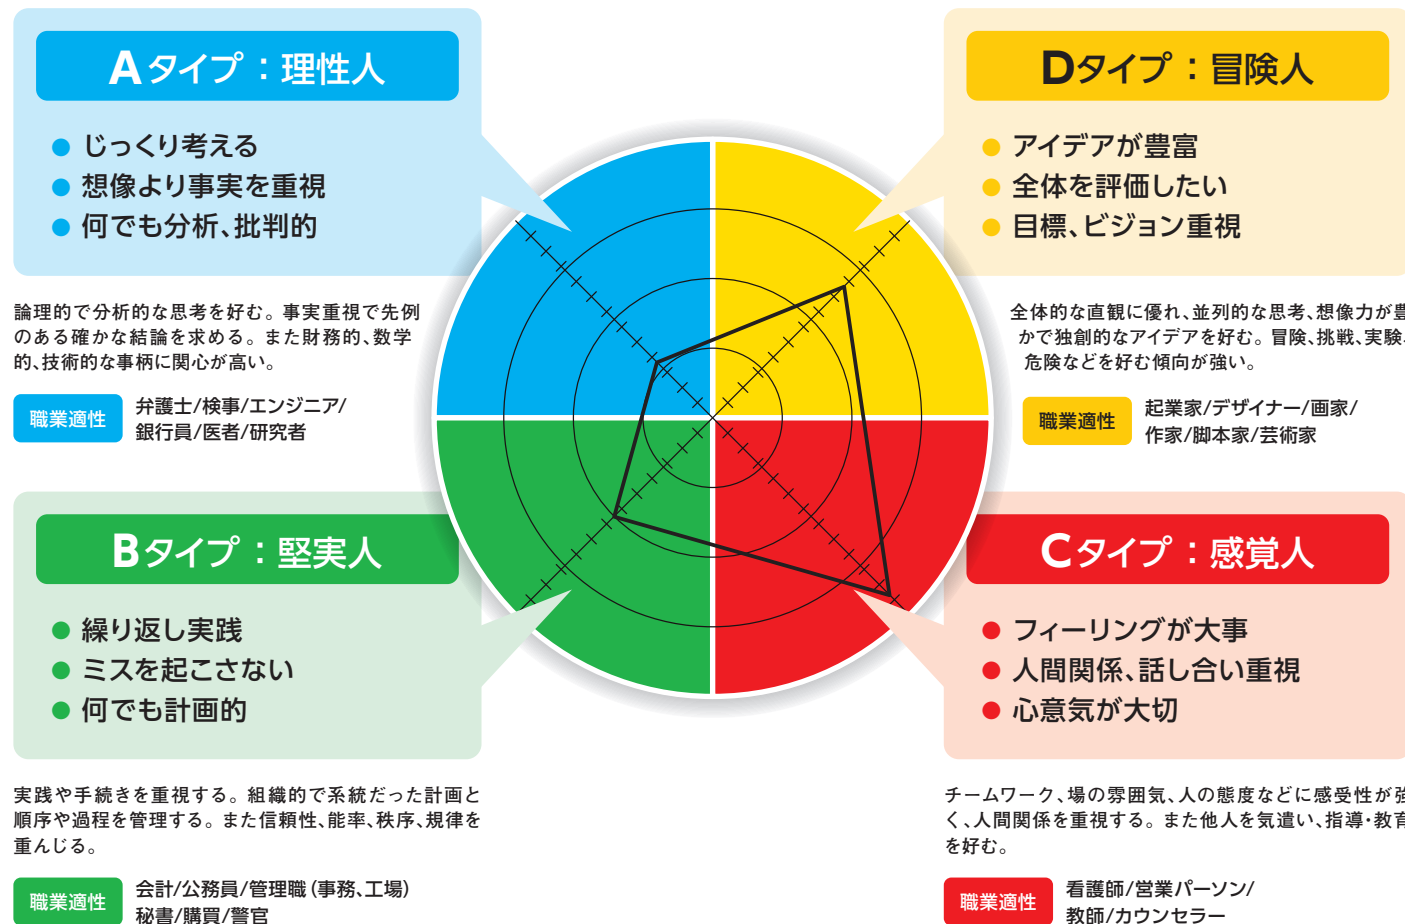 Aタイプ：理性人
じっくり考える
想像より事実を重視
何でも分析、批判的
論理的で分析的な思考を好む。事実重視で先例
のある確かな結論を求める。また財務的、数学
的、技術的な事柄に関心が高い。
職業適性
弁護士/検事/エンジニア/
銀行員/医者/研究者
Dタイプ：冒険人
アイデアが豊富
全体を評価したい
目標、ビジョン重視
全体的な直観に優れ、並列的な思考、想像力が豊
かで独創的なアイデアを好む。冒険、挑戦、実験、
危険などを好む傾向が強い。
職業適性
起業家/デザイナー/画家/
作家/脚本家/芸術家
Bタイプ：堅実人
繰り返し実践
ミスを起こさない
何でも計画的
実践や手続きを重視する。組織的で系統だった計画と
順序や過程を管理する。また信頼性、能率、秩序、規律を
重んじる。
職業適性
会計/公務員/管理職（事務、工場）
秘書/購買/警官
Cタイプ：感覚人
フィーリングが大事
人間関係、話し合い重視
心意気が大切
チームワーク、場の雰囲気、人の態度などに感受性が強
く、人間関係を重視する。また他人を気遣い、指導・教育
を好む。
職業適性
看護師/営業パーソン/
教師/カウンセラー